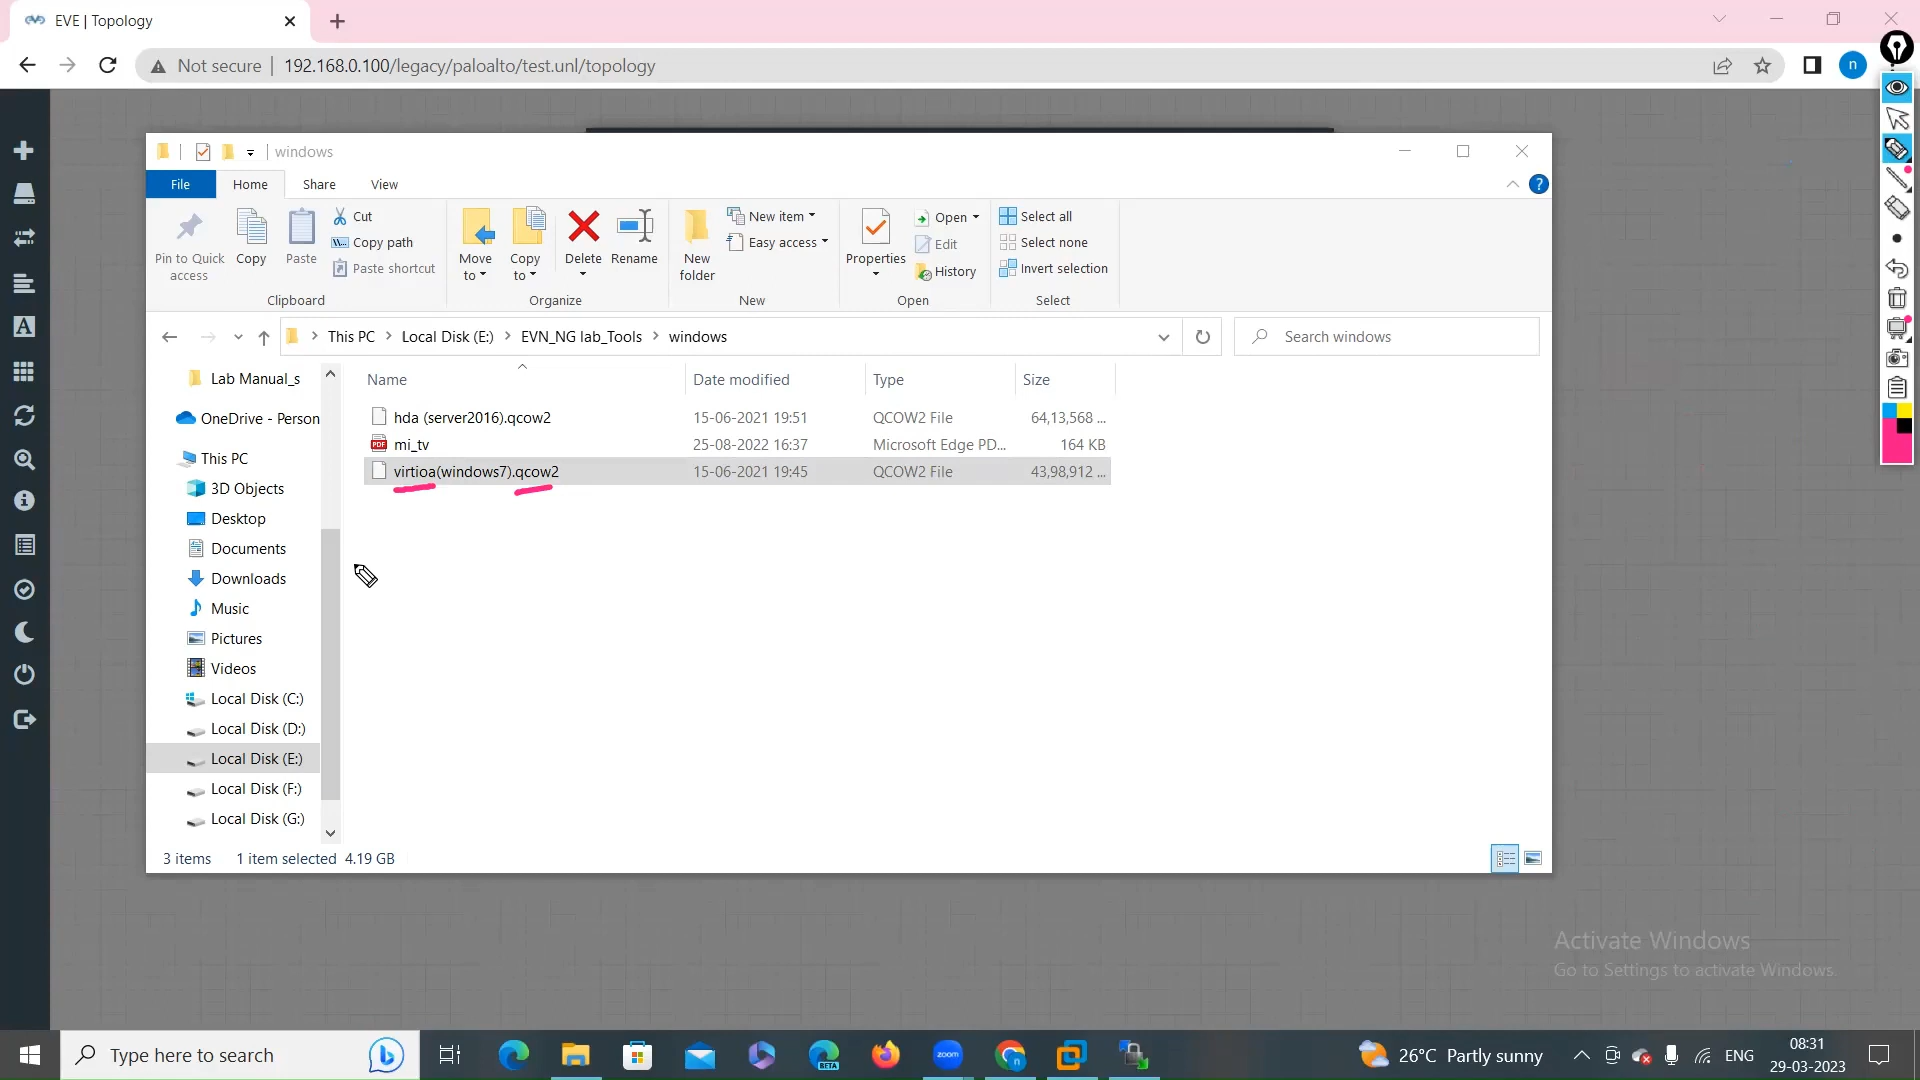 EVE | Topology
Not secure | 192.168.0.100/legacy/paloalto/test.unl/topology
n
windows
File Home Share View
Pin to Quick access
Copy
Paste
Cut
Copy path
Paste shortcut
Move to
Copy to
Delete
Rename
New folder
New item
Easy access
Properties
Open
Edit
History
Select all
Select none
Invert selection
Clipboard Organize New Open Select
This PC > Local Disk (E:) > EVN_NG lab_Tools > windows
Search windows
Name Date modified Type Size
hda (server2016).qcow2 15-06-2021 19:51 QCOW2 File 64,13,568 ...
mi_tv 25-08-2022 16:37 Microsoft Edge PD... 164 KB
virtioa(windows7).qcow2 15-06-2021 19:45 QCOW2 File 43,98,912 ...
Lab Manual_s
OneDrive - Person
This PC
3D Objects
Desktop
Documents
Downloads
Music
Pictures
Videos
Local Disk (C:)
Local Disk (D:)
Local Disk (E:)
Local Disk (F:)
Local Disk (G:)
3 items 1 item selected 4.19 GB
Activate Windows
Go to Settings to activate Windows.
Type here to search
BETA
zoom
n
26°C Partly sunny
ENG
08:31
29-03-2023